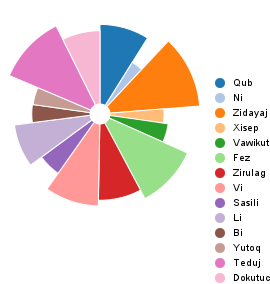 Qub
Ni
Zidayaj
Xisep
Vawikut
Fez
Zirulag
Vi
Sasili
Li
Bi
Yutoq
Teduj
Dokutuc